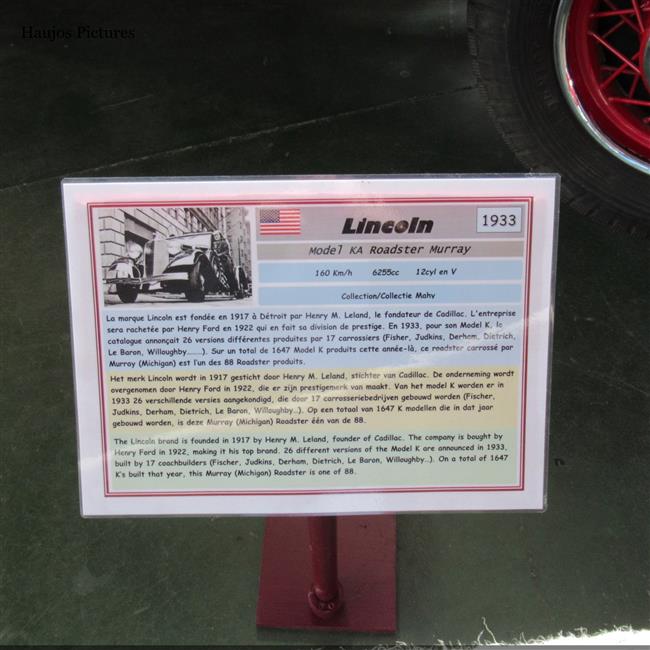 Haujos Pictures
Lincoln
1933
Model KA Roadster Murray
160 Km/h 6255cc 12cyl en V
Collection/Collectie Mahy
La marque Lincoln est fondée en 1917 à Détroit par Henry M. Leland, le fondateur de Cadillac. L'entreprise
sera rachetée par Henry Ford en 1922 qui en fait sa division de prestige. En 1933, pour son Model K, le
catalogue annonçait 26 versions différentes produites par 17 carrossiers (Fisher, Judkins, Derham, Dietrich,
Le Baron, Willoughby........). Sur un total de 1647 Model K produits cette année-là, ce roadster carrossé par
Murray (Michigan) est l'un des 88 Roadster produits.
Het merk Lincoln wordt in 1917 gesticht door Henry M. Leland, stichter van Cadillac. De onderneming wordt
overgenomen door Henry Ford in 1922, die er zijn prestigemerk van maakt. Van het model K worden er in
1933 26 verschillende versies aangekondigd, die door 17 carrosseriebedrijven gebouwd worden (Fischer,
Judkins, Derham, Dietrich, Le Baron, Willoughby..). Op een totaal van 1647 K modellen die in dat jaar
gebouwd worden, is deze Murray (Michigan) Roadster één van de 88.
The Lincoln brand is founded in 1917 by Henry M. Leland, founder of Cadillac. The company is bought by
Henry Ford in 1922, making it his top brand. 26 different versions of the Model K are announced in 1933,
built by 17 coachbuilders (Fischer, Judkins, Derham, Dietrich, Le Baron, Willoughby..). On a total of 1647
K's built that year, this Murray (Michigan) Roadster is one of 88.